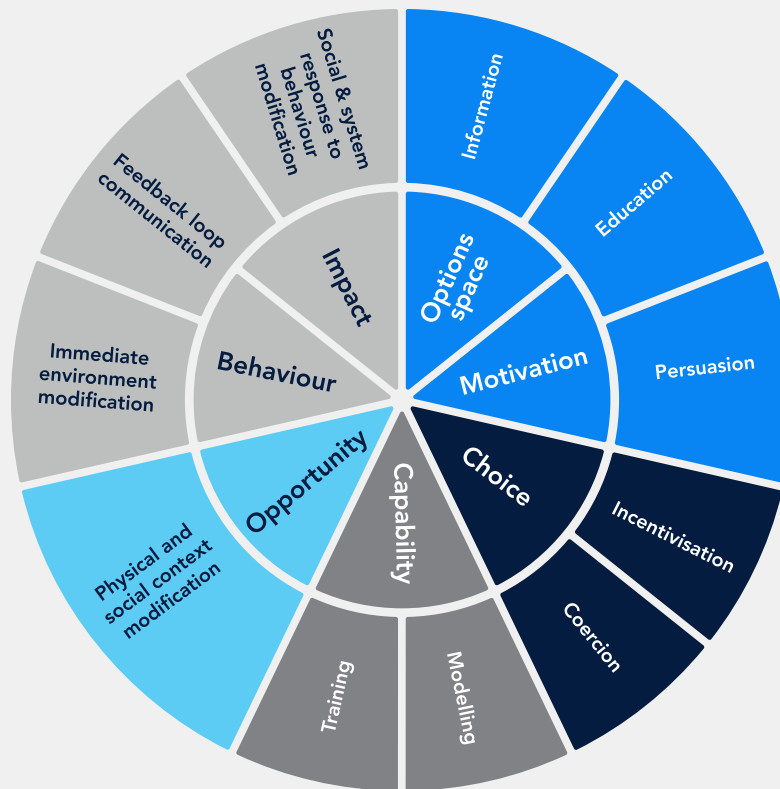 Options
space
Motivation
Choice
Capability
Opportunity
Behaviour
Impact
Information
Education
Persuasion
Incentivisation
Coercion
Modelling
Training
Physical and
social context
modification
Immediate
environment
modification
Feedback loop
communication
Social & system
response to
behaviour
modification